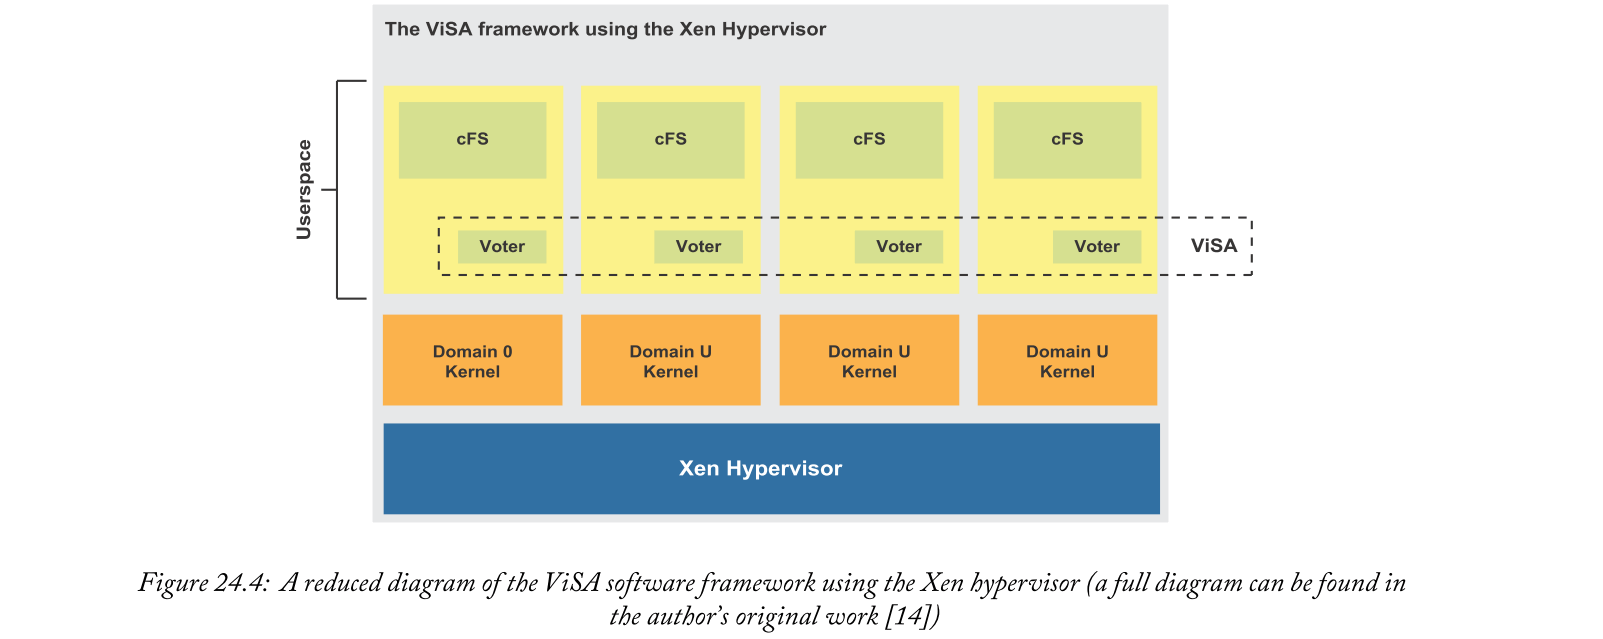 The ViSA framework using the Xen Hypervisor
Userspace
cFS
cFS
cFS
cFS
Voter
Voter
Voter
Voter
ViSA
Domain 0
Kernel
Domain U
Kernel
Domain U
Kernel
Domain U
Kernel
Xen Hypervisor
Figure 24.4: A reduced diagram of the ViSA software framework using the Xen hypervisor (a full diagram can be found in
the author's original work [14])